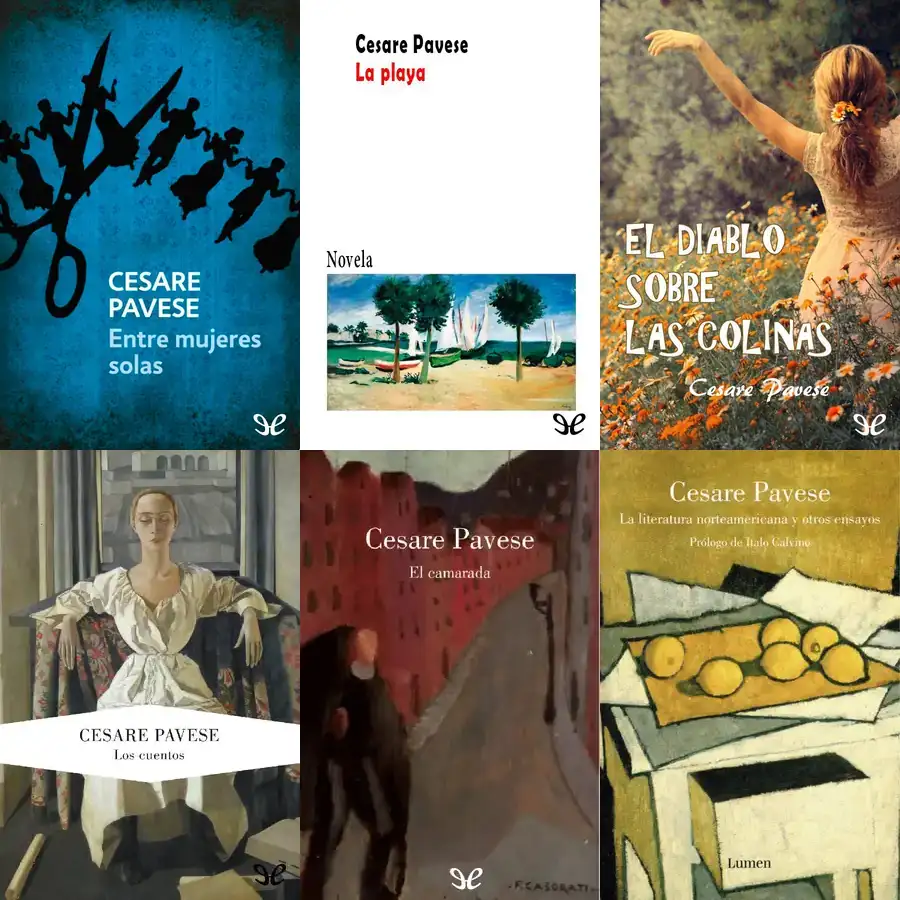 CESARE
PAVESE
Entre mujeres
solas
Cesare Pavese
La playa
Novela
EL DIABLO
SOBRE
LAS COLINAS
Cesare Pavese
CESARE PAVESE
Los cuentos
Cesare Pavese
El camarada
F. CASORATI
Cesare Pavese
La literatura norteamericana y otros ensayos
Prólogo de Italo Calvino
Lumen